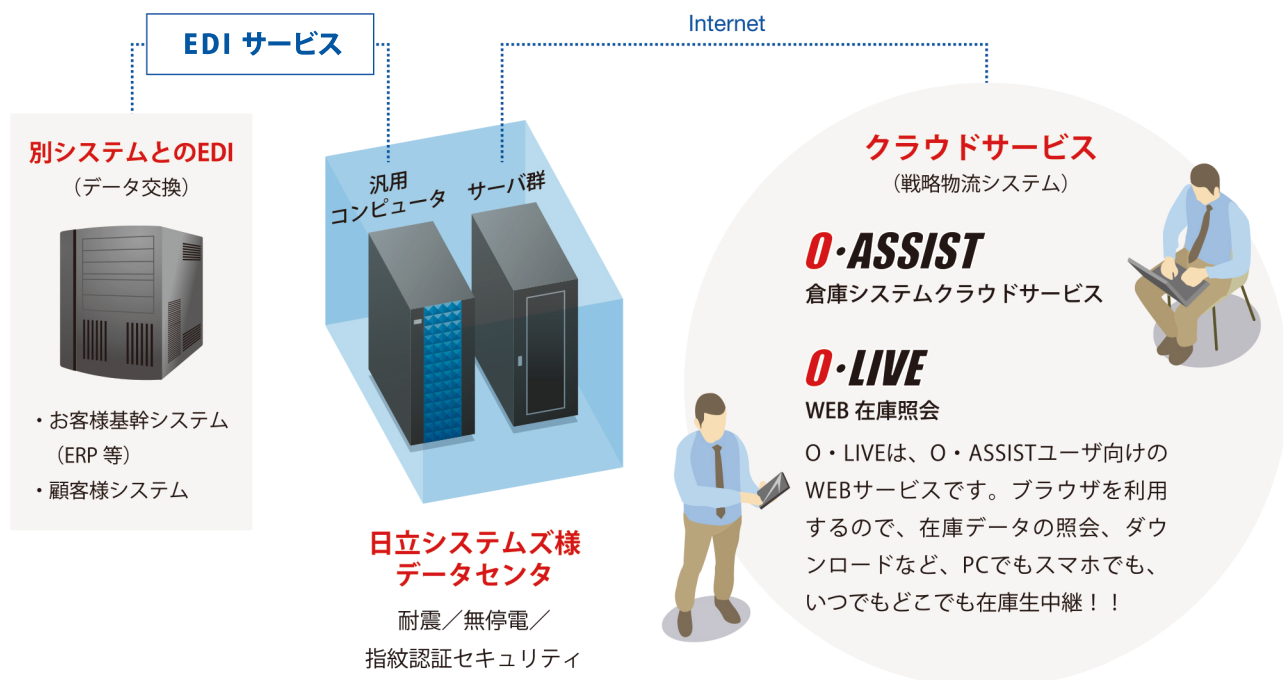 EDI サービス
Internet
別システムとのEDI
（データ交換）
・お客様基幹システム
（ERP 等）
・顧客様システム
汎用
コンピュータ
サーバ群
日立システムズ様
データセンタ
耐震／無停電／
指紋認証セキュリティ
クラウドサービス
（戦略物流システム）
O・ASSIST
倉庫システムクラウドサービス
O・LIVE
WEB 在庫照会
O・LIVEは、O・ASSISTユーザ向けの
WEBサービスです。ブラウザを利用
するので、在庫データの照会、ダウ
ンロードなど、PCでもスマホでも、
いつでもどこでも在庫生中継！！